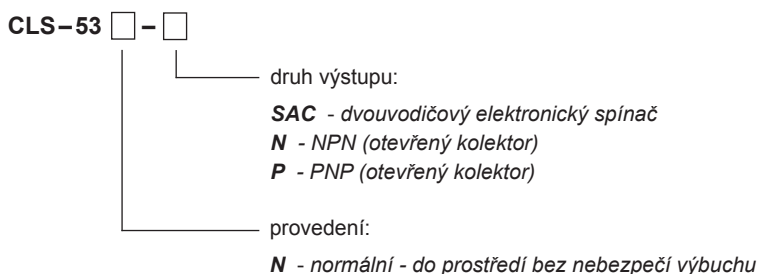 CLS–53 –
druh výstupu:
SAC - dvouvodičový elektronický spínač
N - NPN (otevřený kolektor)
P - PNP (otevřený kolektor)
provedení:
N - normální - do prostředí bez nebezpečí výbuchu